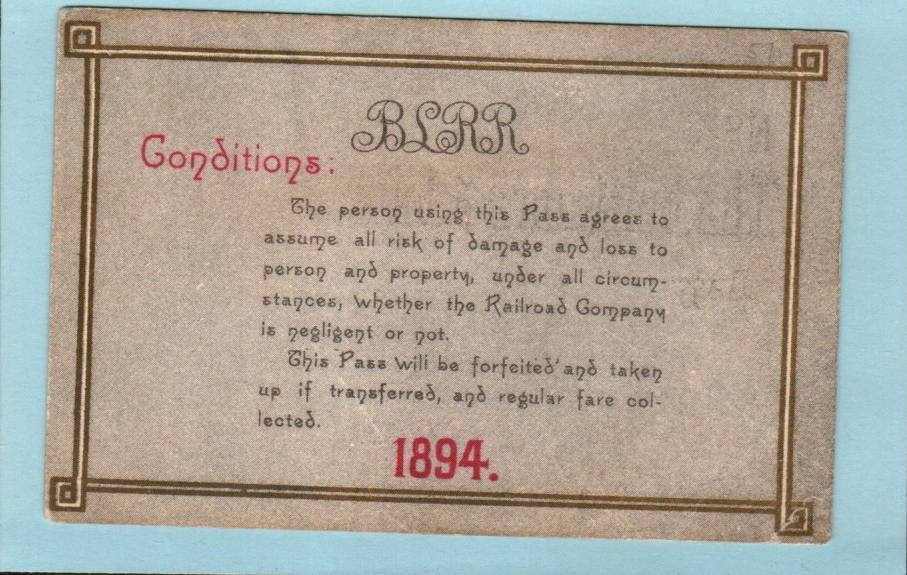 BLRR
Conditions:
The person using this Pass agrees to
assume all risk of damage and loss to
person and property, under all circum-
stances, whether the Railroad Company
is negligent or not.
This Pass will be forfeited and taken
up if transferred, and regular fare col-
lected.
1894.